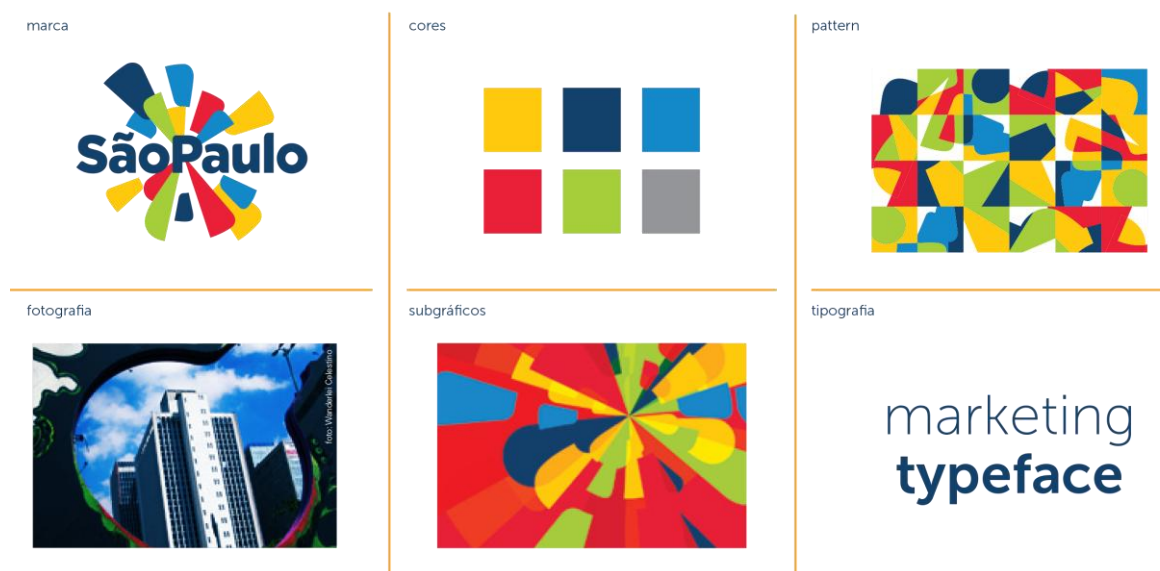 marca
SãoPaulo
cores
pattern
fotografia
foto: Wanderlei Celestino
subgráficos
tipografia
marketing
typeface